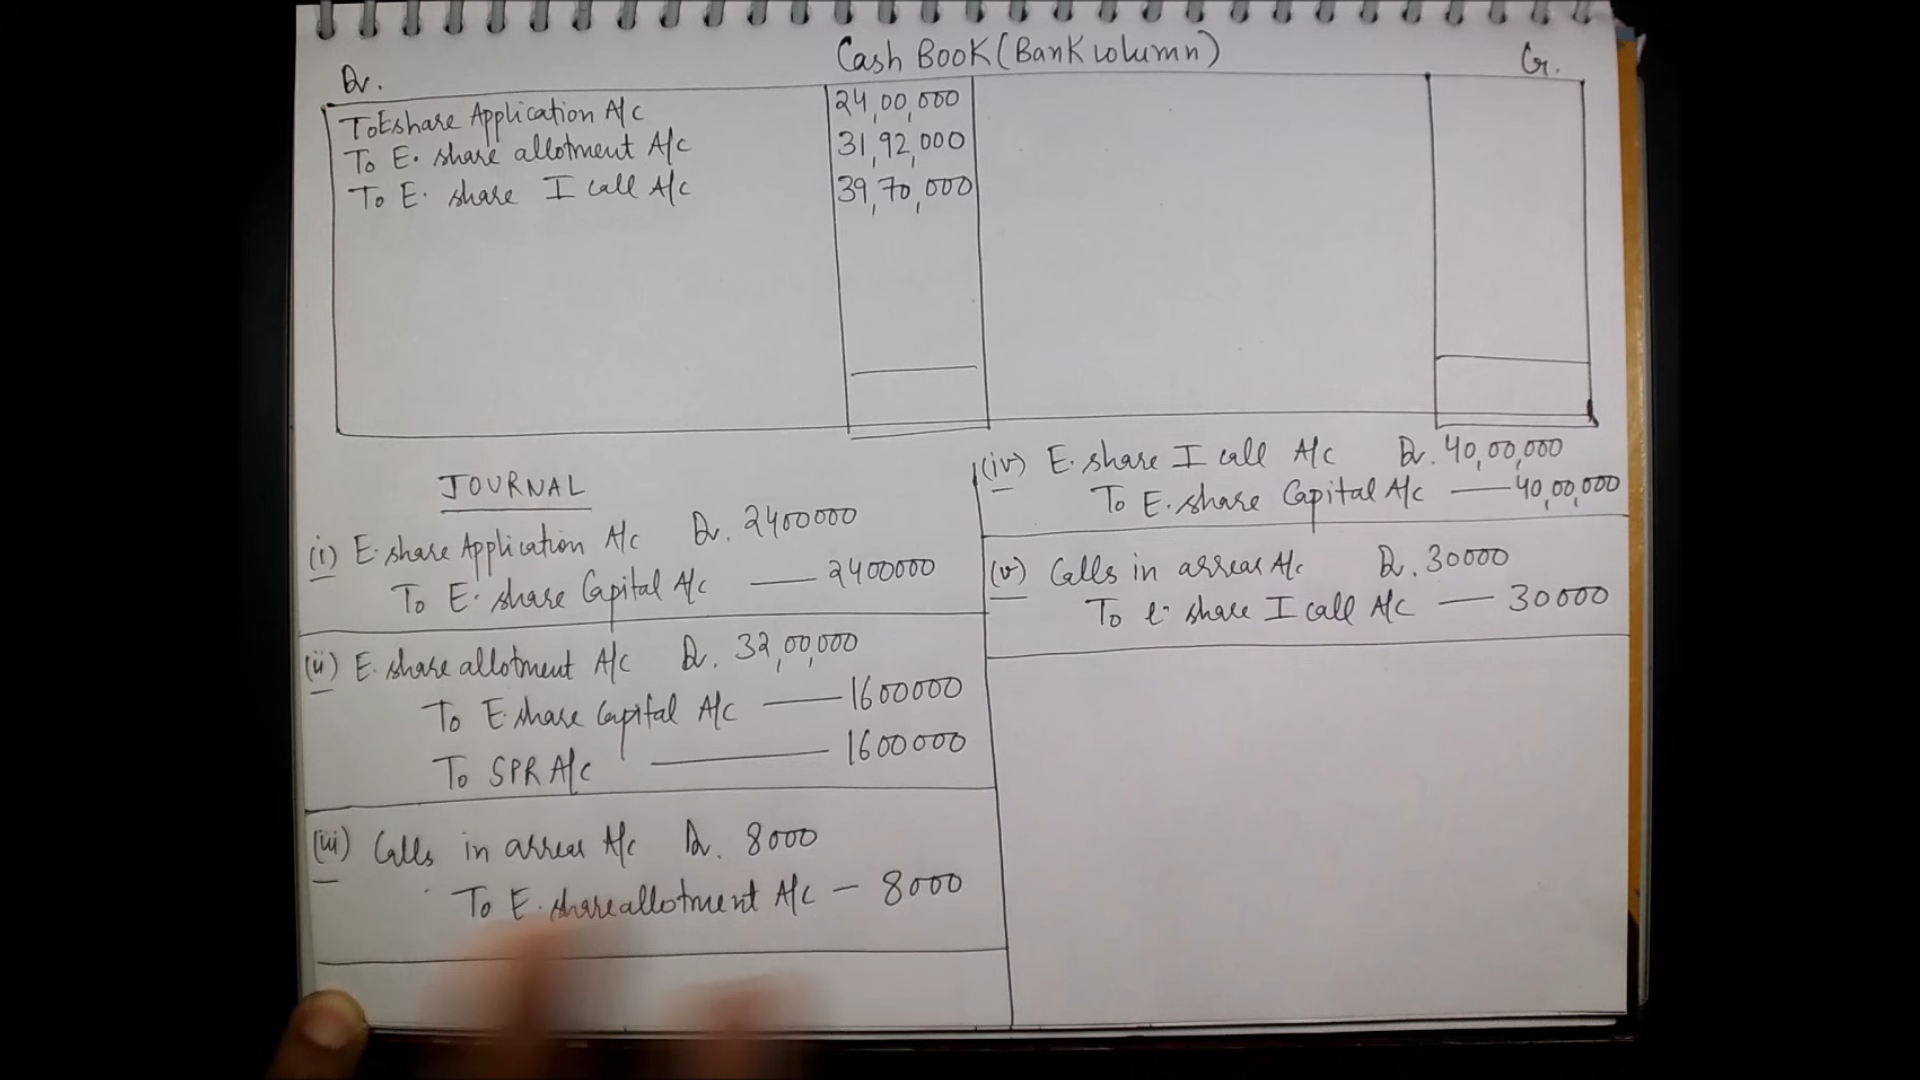 Cash Book (Bank column)
Dr.
Cr.
To E share Application A/c 24,00,000
To E. share allotment A/c 31,92,000
To E. share I call A/c 39,70,000
JOURNAL
(i) E. share Application A/c Dr. 2400000
To E. share Capital A/c — 2400000
(ii) E. share allotment A/c Dr. 32,00,000
To E. share Capital A/c — 1600000
To SPR A/c — 1600000
(iii) Calls in arrear A/c Dr. 8000
To E. share allotment A/c — 8000
(iv) E. share I call A/c Dr. 40,00,000
To E. share Capital A/c — 40,00,000
(v) Calls in arrear A/c Dr. 30000
To E. share I call A/c — 30000